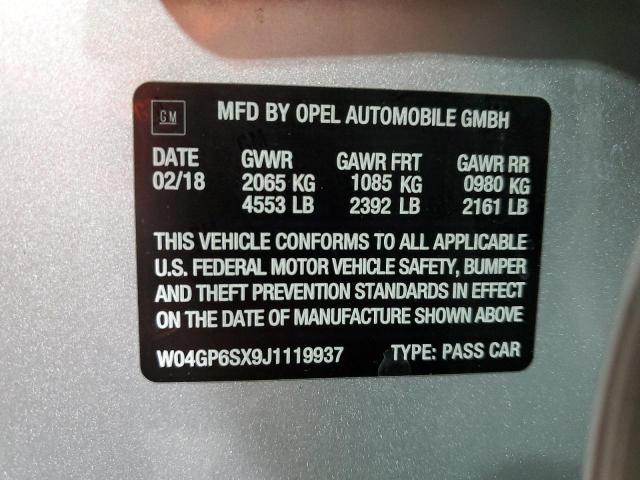 GM MFD BY OPEL AUTOMOBILE GMBH
DATE GVWR GAWR FRT GAWR RR
02/18 2065 KG 1085 KG 0980 KG
4553 LB 2392 LB 2161 LB
THIS VEHICLE CONFORMS TO ALL APPLICABLE
U.S. FEDERAL MOTOR VEHICLE SAFETY, BUMPER
AND THEFT PREVENTION STANDARDS IN EFFECT
ON THE DATE OF MANUFACTURE SHOWN ABOVE
W04GP6SX9J1119937 TYPE: PASS CAR